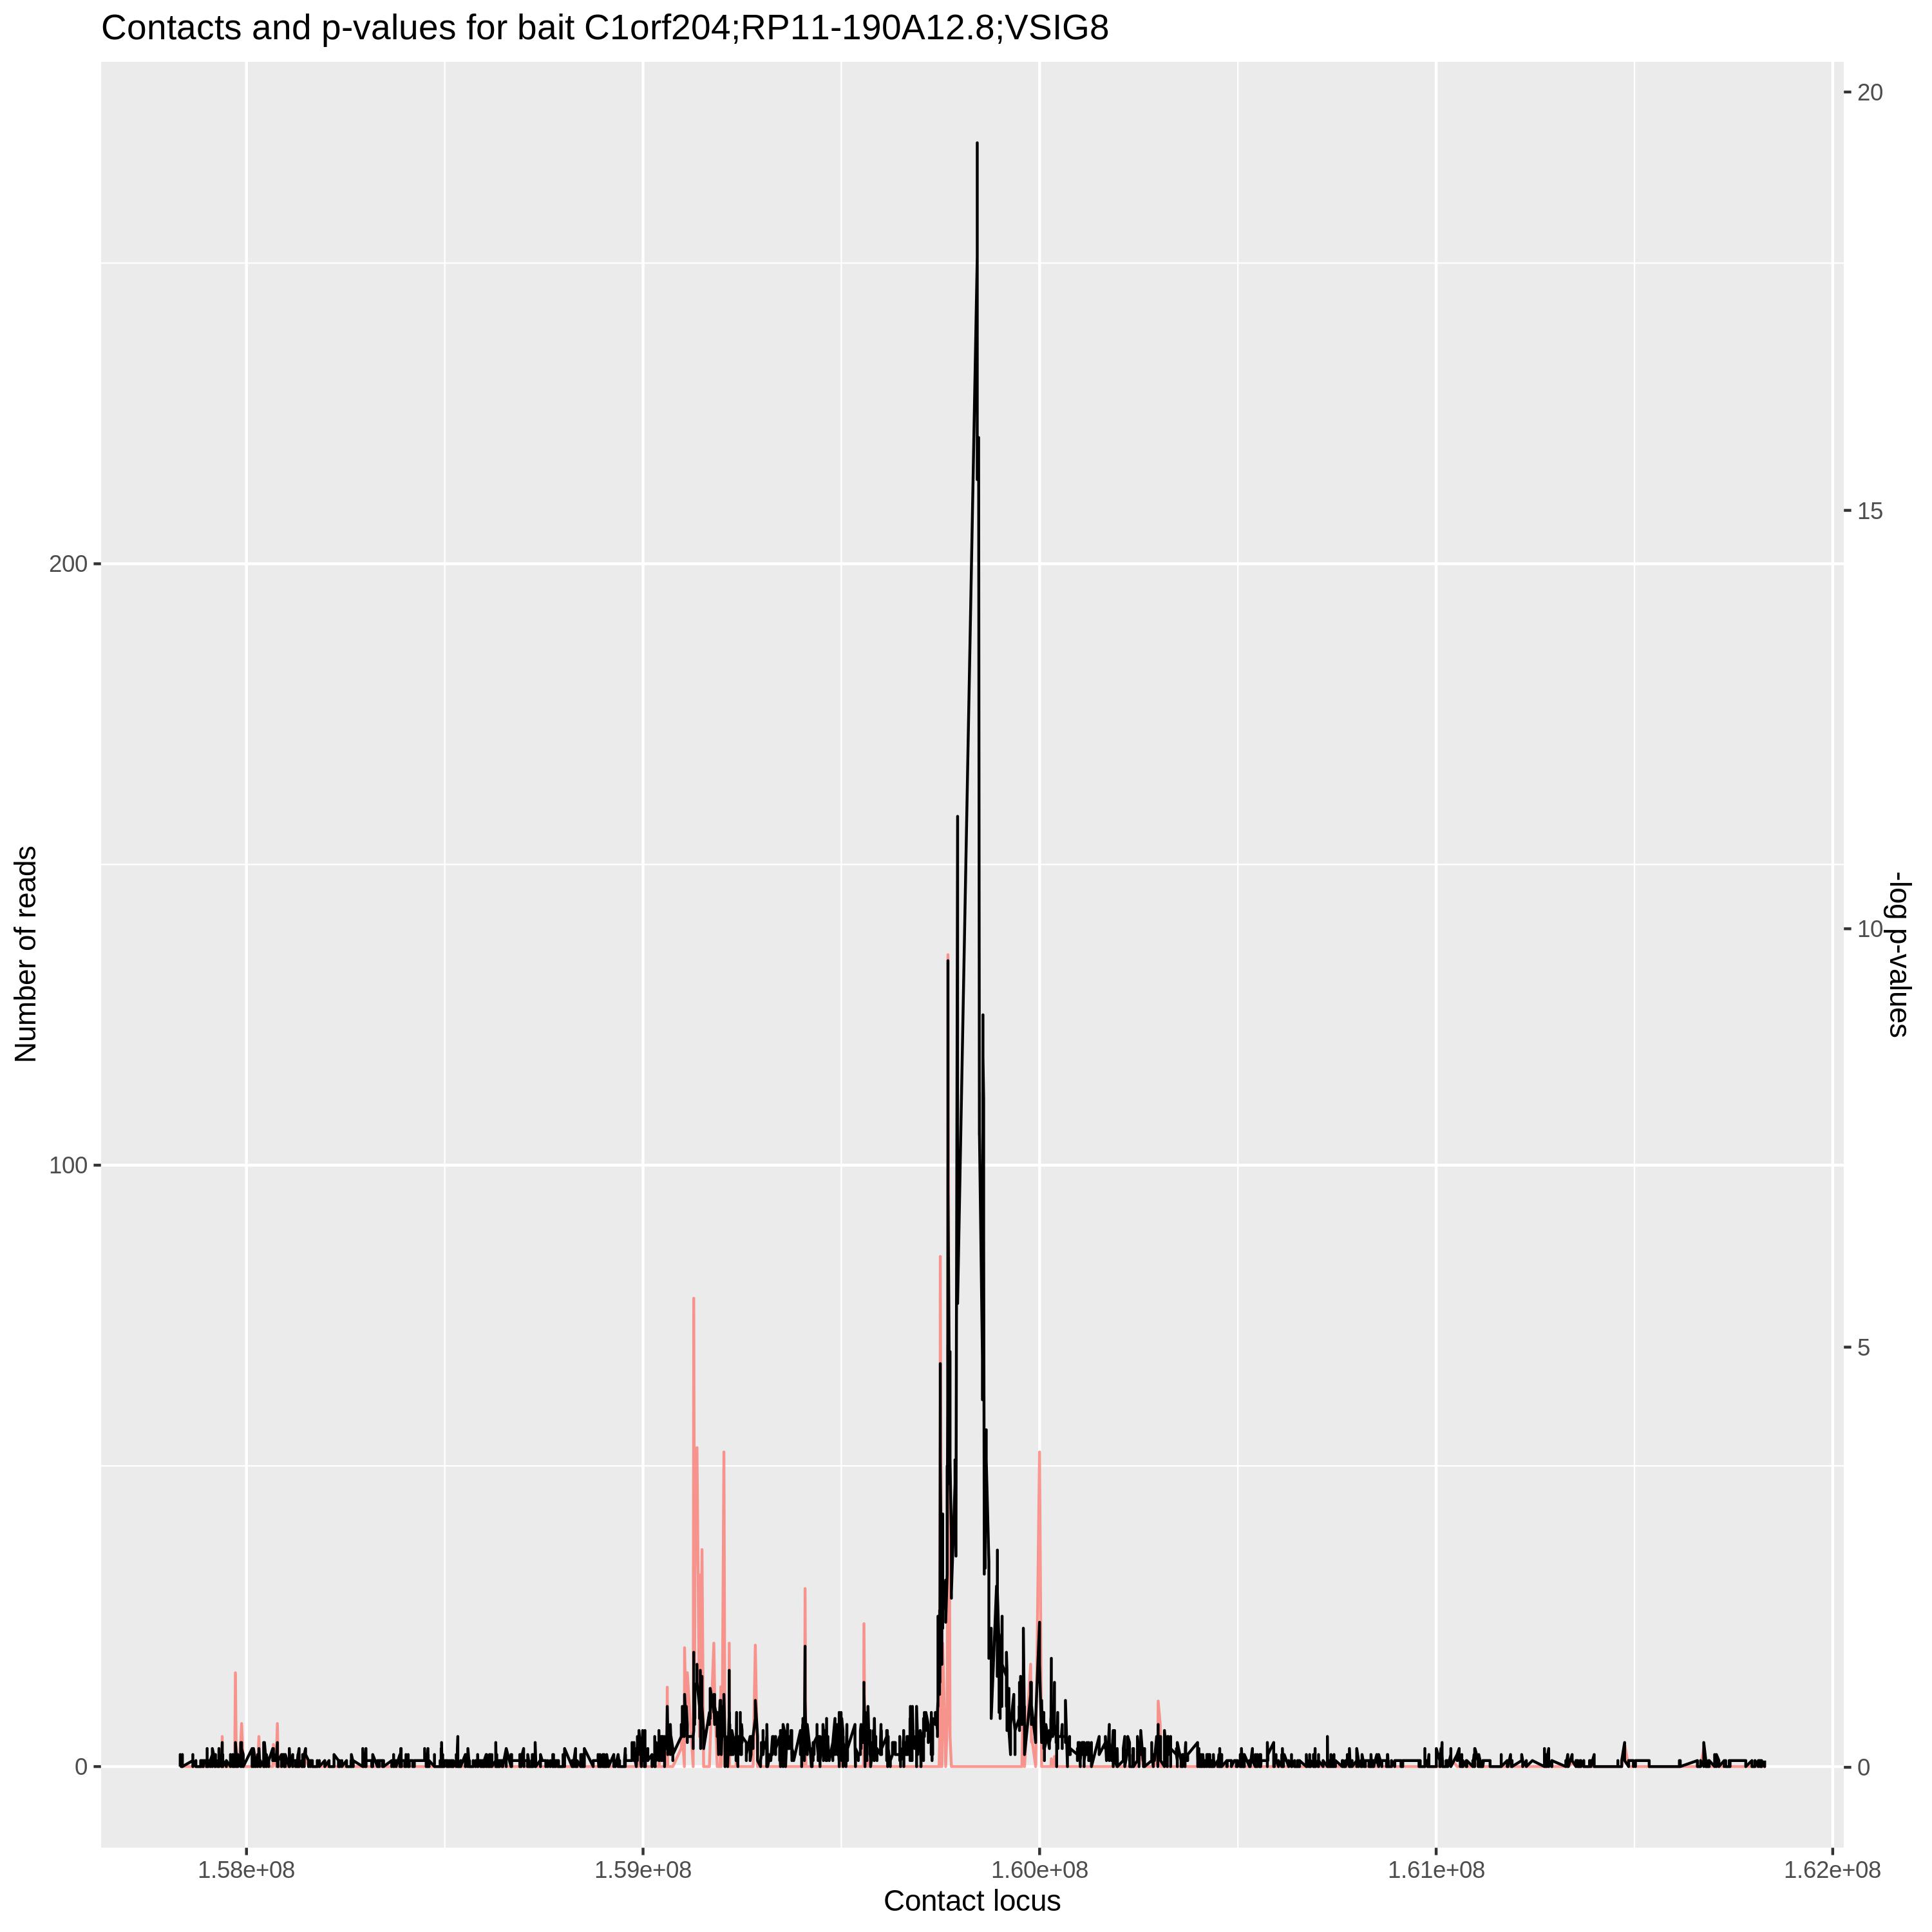 Contacts and p-values for bait C1orf204;RP11-190A12.8;VSIG8
Number of reads
200
100
0
20
15
10
5
0
-log p-values
1.58e+08 1.59e+08 1.60e+08 1.61e+08 1.62e+08
Contact locus